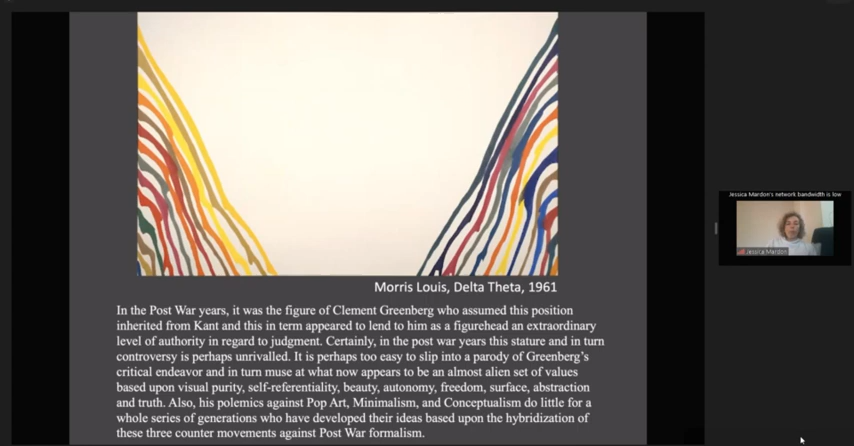 Jessica Mardon's network bandwidth is low
Jessica Mardon
Morris Louis, Delta Theta, 1961
In the Post War years, it was the figure of Clement Greenberg who assumed this position
inherited from Kant and this in term appeared to lend to him as a figurehead an extraordinary
level of authority in regard to judgment. Certainly, in the post war years this stature and in turn
controversy is perhaps unrivalled. It is perhaps too easy to slip into a parody of Greenberg's
critical endeavor and in turn muse at what now appears to be an almost alien set of values
based upon visual purity, self-referentiality, beauty, autonomy, freedom, surface, abstraction
and truth. Also, his polemics against Pop Art, Minimalism, and Conceptualism do little for a
whole series of generations who have developed their ideas based upon the hybridization of
these three counter movements against Post War formalism.